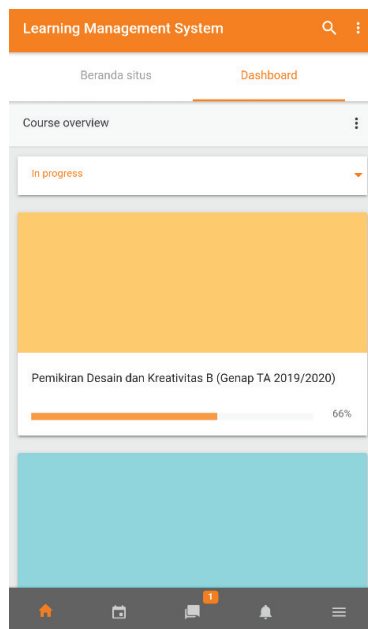 Learning Management System
Beranda situs
Dashboard
Course overview
In progress
Pemikiran Desain dan Kreativitas B (Genap TA 2019/2020)
66%
1